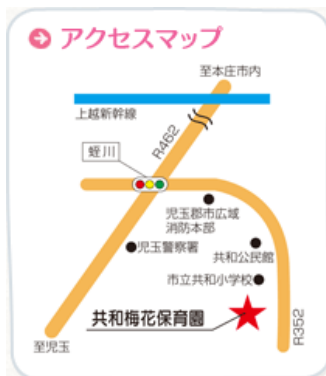 アクセスマップ
至本庄市内
上越新幹線
R462
蛭川
児玉郡市広域
消防本部
児玉警察署
共和公民館
市立共和小学校
共和梅花保育園
至児玉
R352